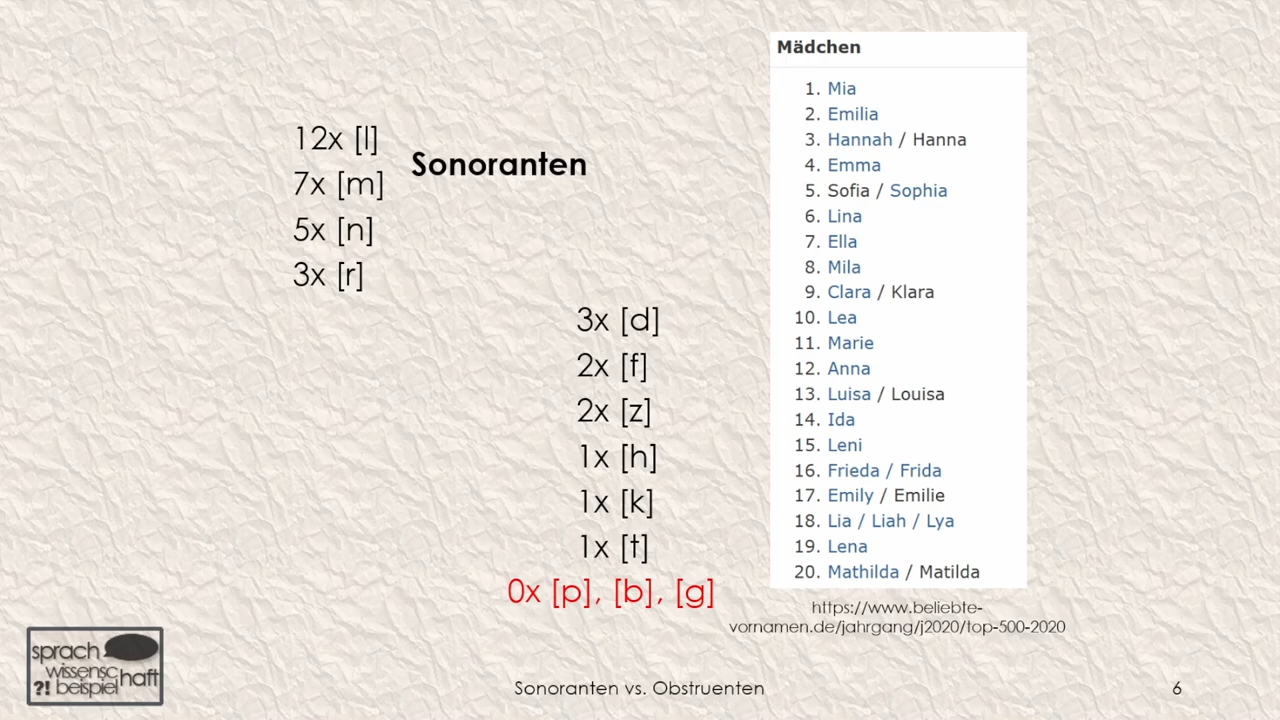 12x [l]
7x [m]
5x [n]
3x [r]
Sonoranten
3x [d]
2x [f]
2x [z]
1x [h]
1x [k]
1x [t]
0x [p], [b], [g]
Mädchen
1. Mia
2. Emilia
3. Hannah / Hanna
4. Emma
5. Sofia / Sophia
6. Lina
7. Ella
8. Mila
9. Clara / Klara
10. Lea
11. Marie
12. Anna
13. Luisa / Louisa
14. Ida
15. Leni
16. Frieda / Frida
17. Emily / Emilie
18. Lia / Liah / Lya
19. Lena
20. Mathilda / Matilda
https://www.beliebte-
vornamen.de/jahrgang/j2020/top-500-2020
sprach
wissensc
haft
?! beispiel
Sonoranten vs. Obstruenten
6